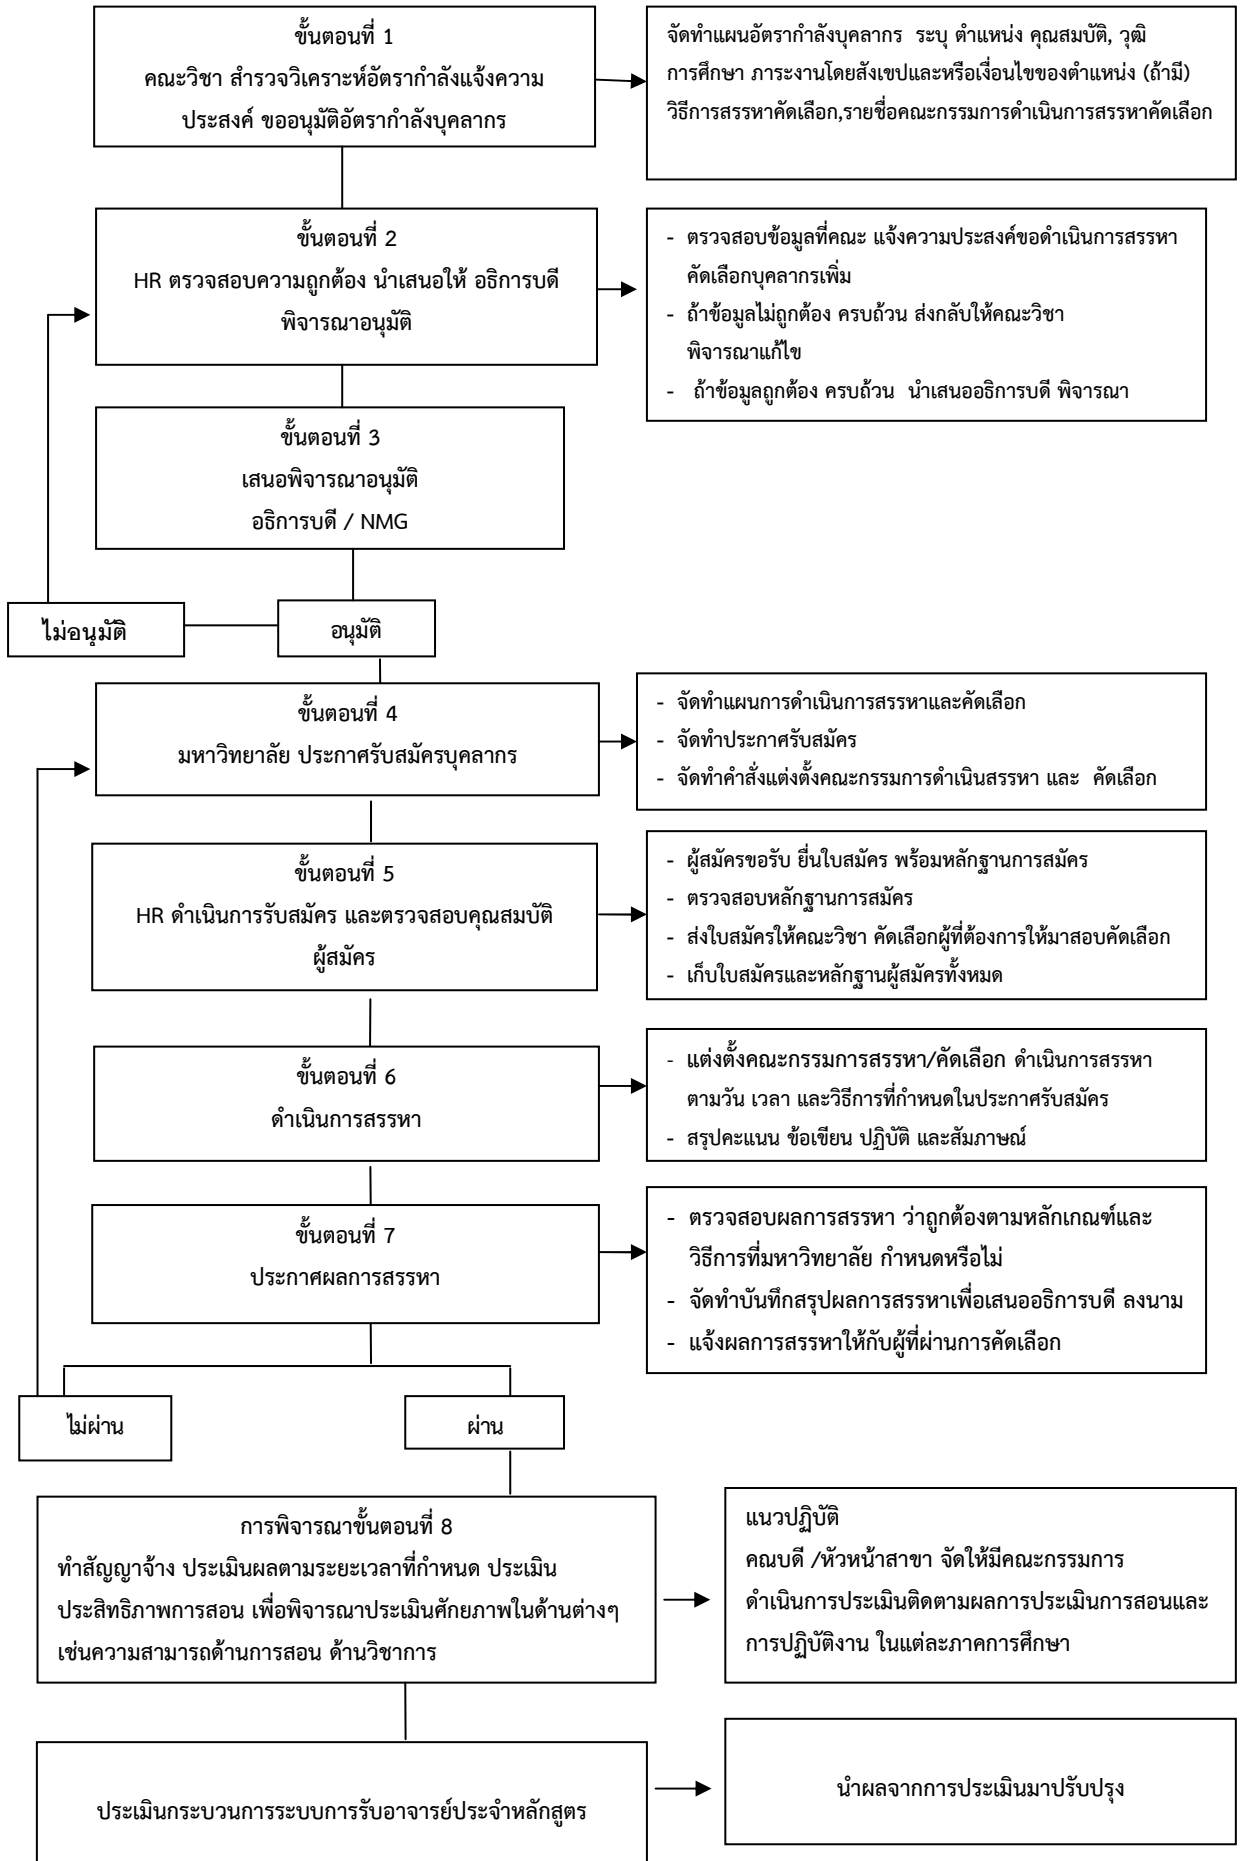 ขั้นตอนที่ 1
คณะวิชา สำรวจวิเคราะห์อัตรากำลังแจ้งความ
ประสงค์ ขออนุมัติอัตรากำลังบุคลากร
จัดทำแผนอัตรากำลังบุคลากร ระบุ ตำแหน่ง คุณสมบัติ, วุฒิ
การศึกษา ภาระงานโดยสังเขปและหรือเงื่อนไขของตำแหน่ง (ถ้ามี)
วิธีการสรรหาคัดเลือก,รายชื่อคณะกรรมการดำเนินการสรรหาคัดเลือก
ขั้นตอนที่ 2
HR ตรวจสอบความถูกต้อง นำเสนอให้ อธิการบดี
พิจารณาอนุมัติ
- ตรวจสอบข้อมูลที่คณะ แจ้งความประสงค์ขอดำเนินการสรรหา
คัดเลือกบุคลากรเพิ่ม
- ถ้าข้อมูลไม่ถูกต้อง ครบถ้วน ส่งกลับให้คณะวิชา
พิจารณาแก้ไข
- ถ้าข้อมูลถูกต้อง ครบถ้วน นำเสนออธิการบดี พิจารณา
ขั้นตอนที่ 3
เสนอพิจารณาอนุมัติ
อธิการบดี / NMG
ไม่อนุมัติ
อนุมัติ
ขั้นตอนที่ 4
มหาวิทยาลัย ประกาศรับสมัครบุคลากร
- จัดทำแผนการดำเนินการสรรหาและคัดเลือก
- จัดทำประกาศรับสมัคร
- จัดทำคำสั่งแต่งตั้งคณะกรรมการดำเนินสรรหา และ คัดเลือก
ขั้นตอนที่ 5
HR ดำเนินการรับสมัคร และตรวจสอบคุณสมบัติ
ผู้สมัคร
- ผู้สมัครขอรับ ยื่นใบสมัคร พร้อมหลักฐานการสมัคร
- ตรวจสอบหลักฐานการสมัคร
- ส่งใบสมัครให้คณะวิชา คัดเลือกผู้ที่ต้องการให้มาสอบคัดเลือก
- เก็บใบสมัครและหลักฐานผู้สมัครทั้งหมด
ขั้นตอนที่ 6
ดำเนินการสรรหา
- แต่งตั้งคณะกรรมการสรรหา/คัดเลือก ดำเนินการสรรหา
ตามวัน เวลา และวิธีการที่กำหนดในประกาศรับสมัคร
- สรุปคะแนน ข้อเขียน ปฏิบัติ และสัมภาษณ์
ขั้นตอนที่ 7
ประกาศผลการสรรหา
- ตรวจสอบผลการสรรหา ว่าถูกต้องตามหลักเกณฑ์และ
วิธีการที่มหาวิทยาลัย กำหนดหรือไม่
- จัดทำบันทึกสรุปผลการสรรหาเพื่อเสนออธิการบดี ลงนาม
- แจ้งผลการสรรหาให้กับผู้ที่ผ่านการคัดเลือก
ไม่ผ่าน
ผ่าน
การพิจารณาขั้นตอนที่ 8
ทำสัญญาจ้าง ประเมินผลตามระยะเวลาที่กำหนด ประเมิน
ประสิทธิภาพการสอน เพื่อพิจารณาประเมินศักยภาพในด้านต่างๆ
เช่นความสามารถด้านการสอน ด้านวิชาการ
แนวปฏิบัติ
คณบดี /หัวหน้าสาขา จัดให้มีคณะกรรมการ
ดำเนินการประเมินติดตามผลการประเมินการสอนและ
การปฏิบัติงาน ในแต่ละภาคการศึกษา
ประเมินกระบวนการระบบการรับอาจารย์ประจำหลักสูตร
นำผลจากการประเมินมาปรับปรุง